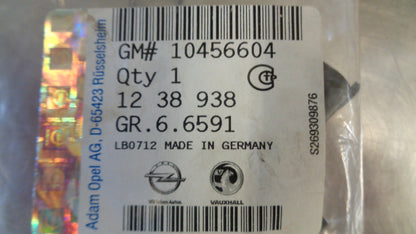 GM# 10456604
Qty 1
12 38 938
GR.6.6591
LB0712 MADE IN GERMANY
VAUXHALL
Adam Opel AG, D-65423 Rüsselsheim
S269309876